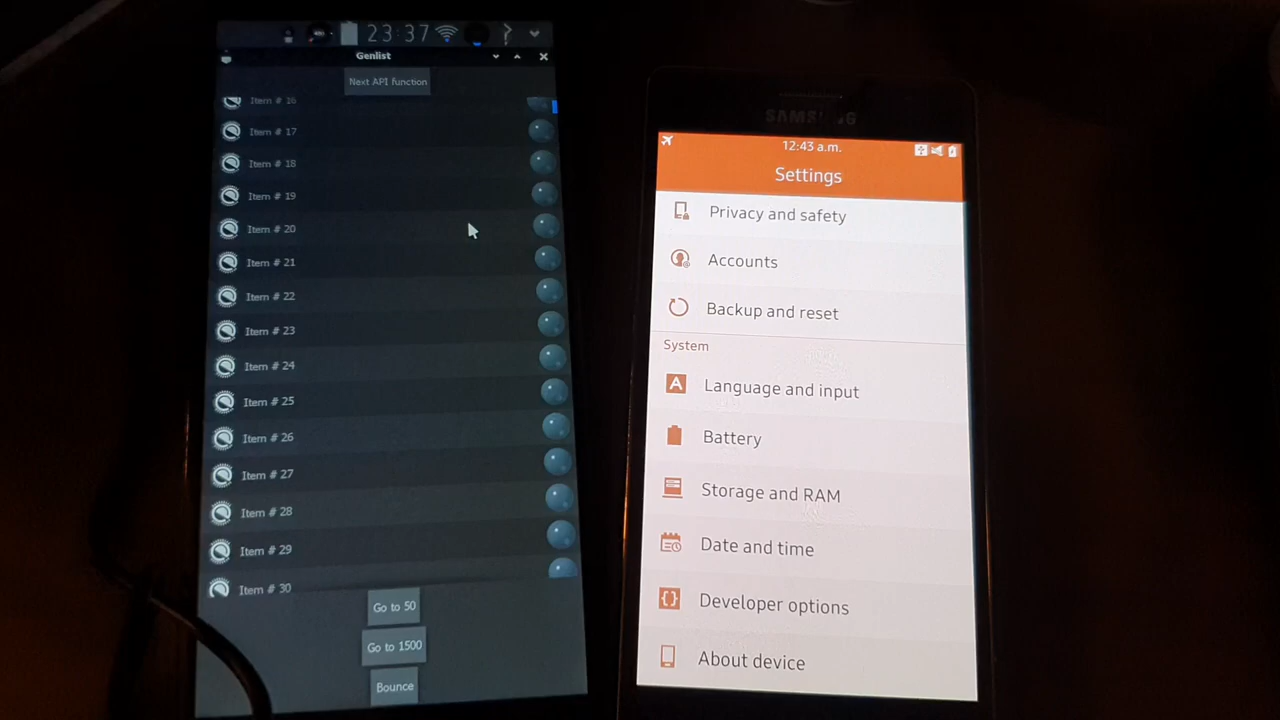 23:37
Genlist
Next API function
Item # 16
Item # 17
Item # 18
Item # 19
Item # 20
Item # 21
Item # 22
Item # 23
Item # 24
Item # 25
Item # 26
Item # 27
Item # 28
Item # 29
Item # 30
Go to 50
Go to 1500
Bounce
SAMSUNG
12:43 a.m.
Settings
Privacy and safety
Accounts
Backup and reset
System
A
Language and input
Battery
Storage and RAM
Date and time
{} Developer options
About device